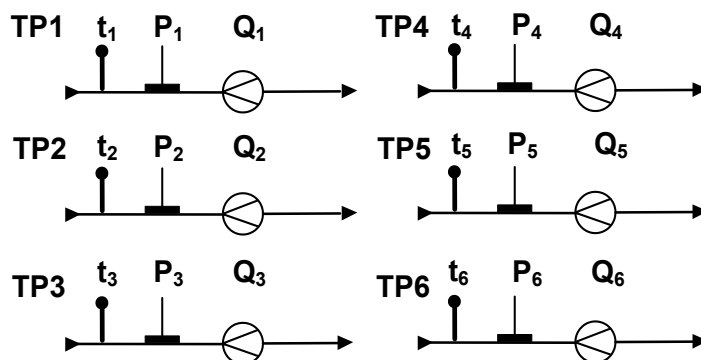 TP1 t₁ P₁ Q₁
TP4 t₄ P₄ Q₄
TP2 t₂ P₂ Q₂
TP5 t₅ P₅ Q₅
TP3 t₃ P₃ Q₃
TP6 t₆ P₆ Q₆